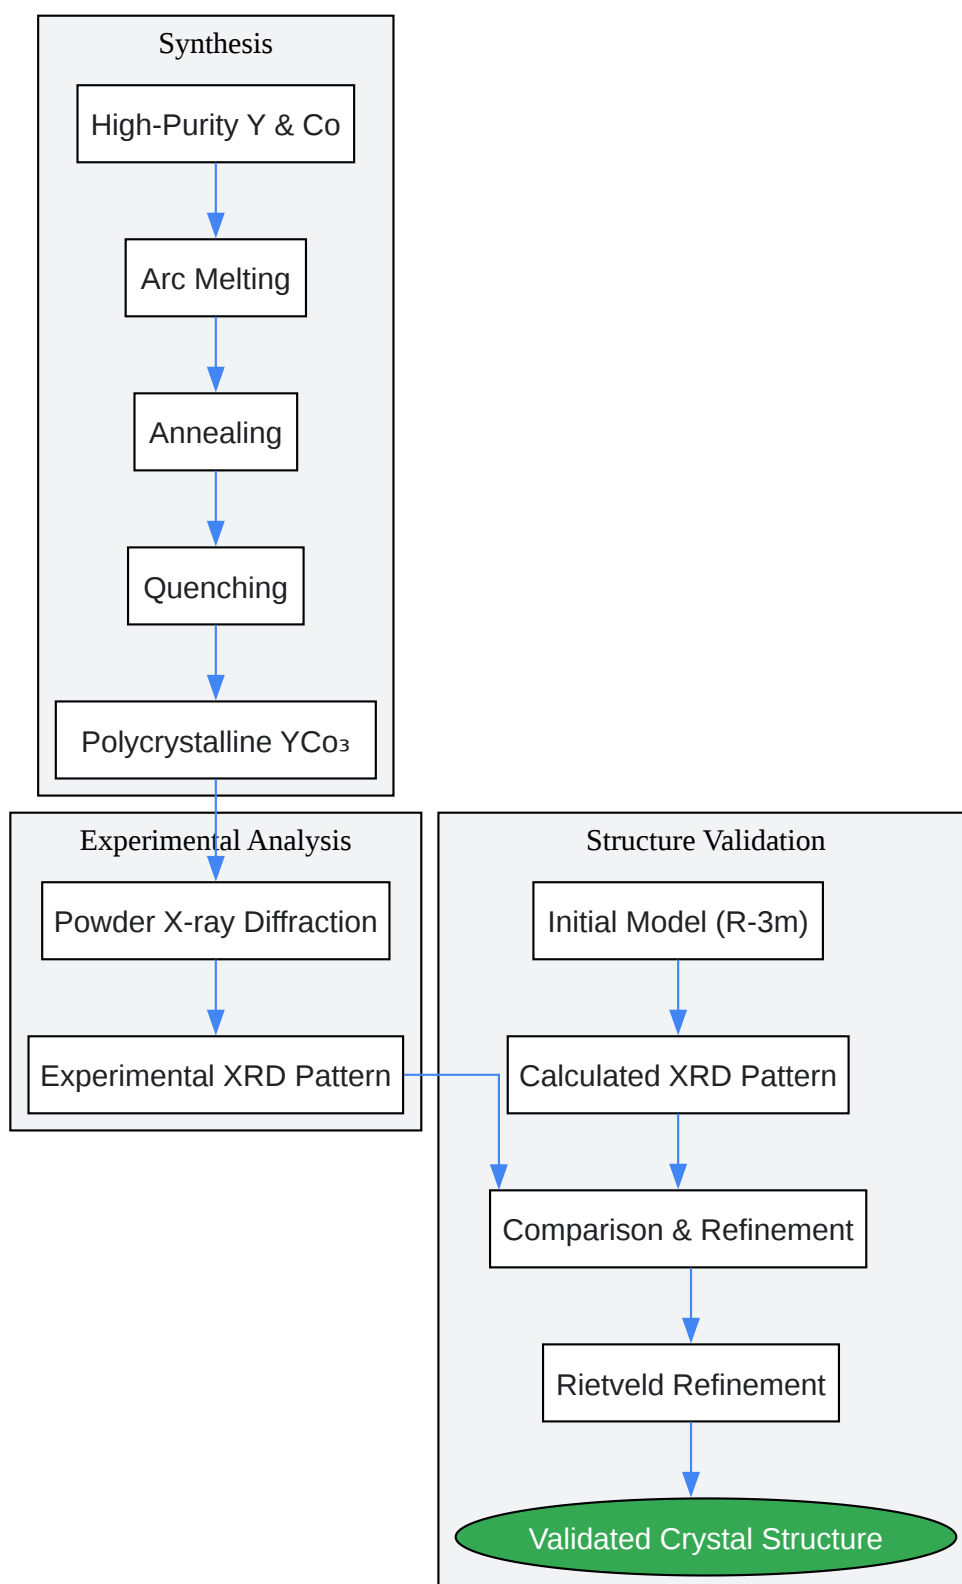 Synthesis
High-Purity Y & Co
Arc Melting
Annealing
Quenching
Polycrystalline YCo₃
Experimental Analysis
Powder X-ray Diffraction
Experimental XRD Pattern
Structure Validation
Initial Model (R-3m)
Calculated XRD Pattern
Comparison & Refinement
Rietveld Refinement
Validated Crystal Structure